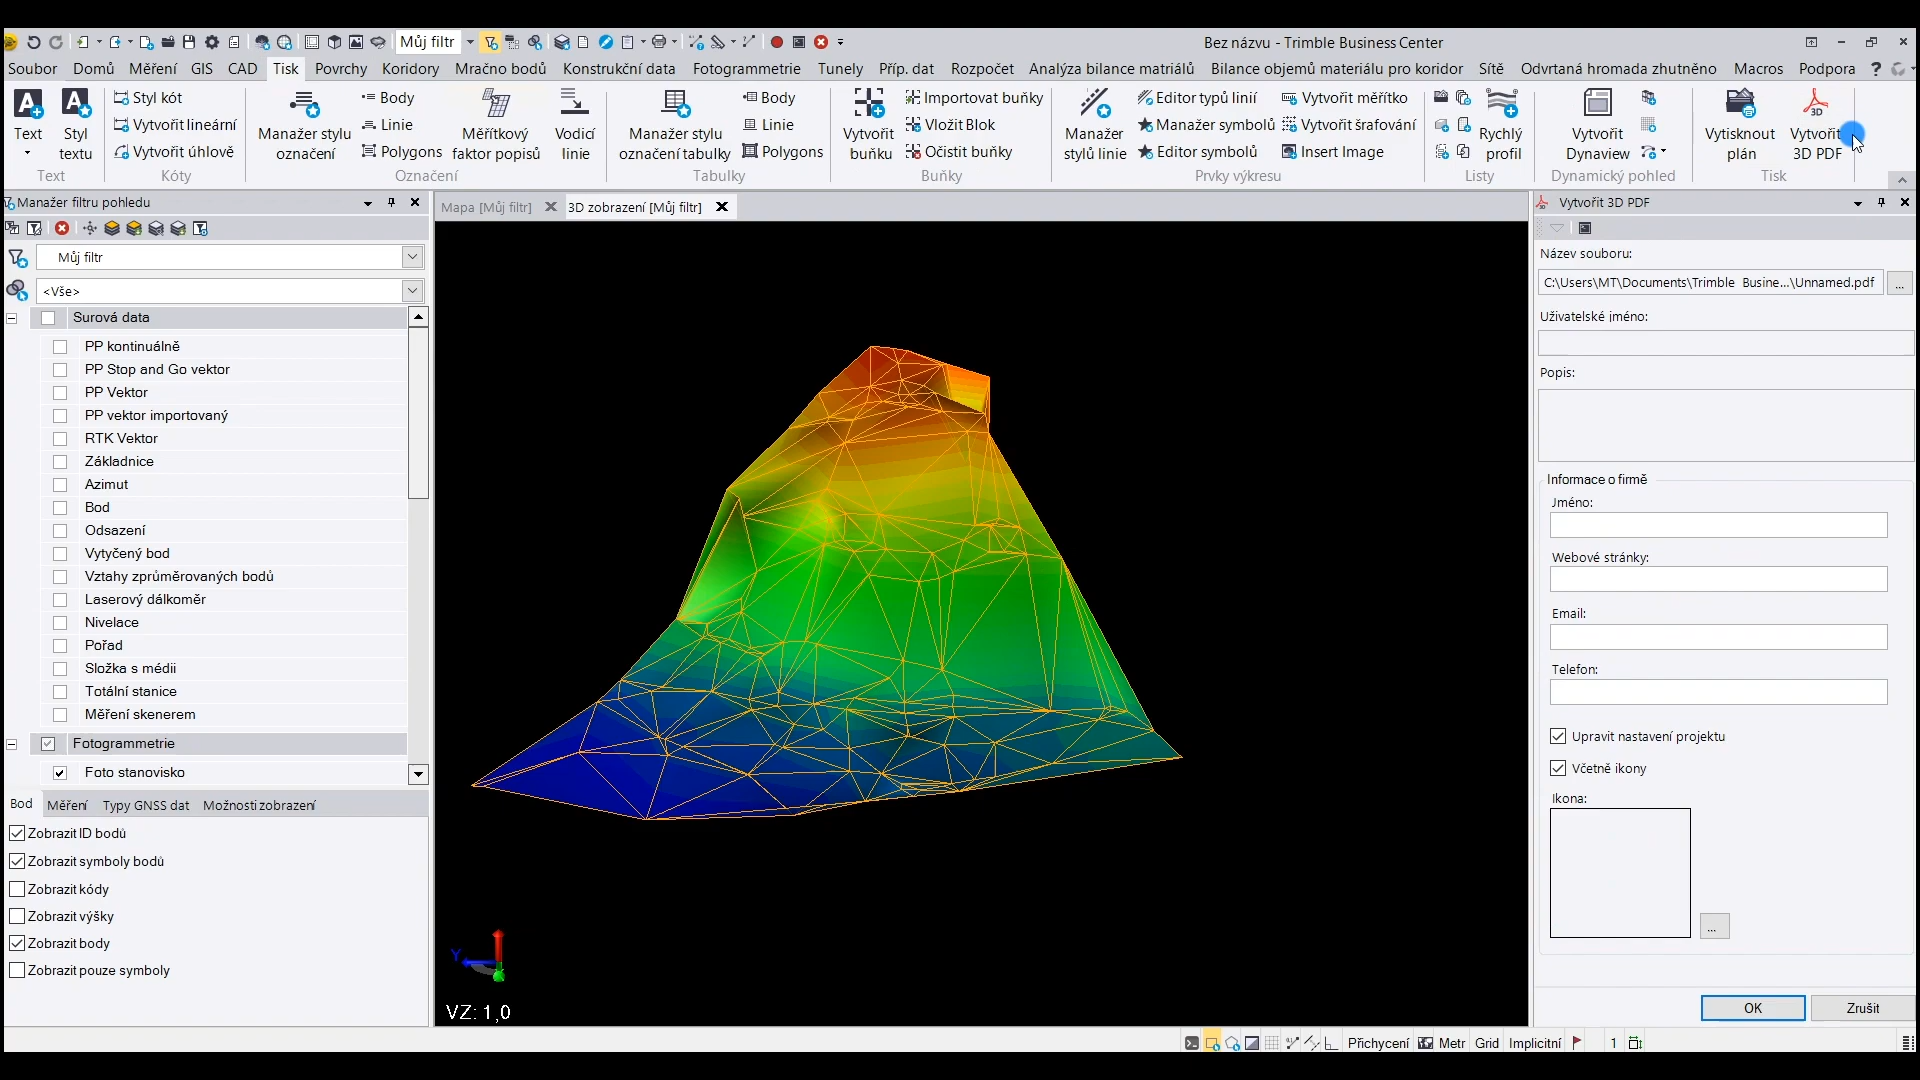 Můj filtr
Bez názvu - Trimble Business Center
Soubor Domů Měření GIS CAD Tisk Povrchy Koridory Mračno bodů Konstrukční data Fotogrammetrie Tunely Příp. dat Rozpočet Analýza bilance matriálů Bilance objemů materiálu pro koridor Sítě Odvrtaná hromada zhutněno Macros Podpora
Text
Styl textu
Text
Styl kót
Vytvořit lineární
Vytvořit úhlově
Kóty
Manažer stylu označení
Body
Linie
Polygons
Měřítkový faktor popisů
Vodicí linie
Označení
Manažer stylu označení tabulky
Body
Linie
Polygons
Tabulky
Vytvořit buňku
Importovat buňky
Vložit Blok
Očistit buňky
Buňky
Manažer stylů linie
Editor typů linií
Manažer symbolů
Editor symbolů
Vytvořit měřítko
Vytvořit šrafování
Insert Image
Prvky výkresu
Rychlý profil
Listy
Vytvořit Dynaview
Dynamický pohled
Vytisknout plán
3D
Vytvořit 3D PDF
Tisk
Manažer filtru pohledu
Můj filtr
<Vše>
Surová data
PP kontinuálně
PP Stop and Go vektor
PP Vektor
PP vektor importovaný
RTK Vektor
Základnice
Azimut
Bod
Odsazení
Vytyčený bod
Vztahy zprůměrovaných bodů
Laserový dálkoměr
Nivelace
Pořad
Složka s médii
Totální stanice
Měření skenerem
Fotogrammetrie
Foto stanovisko
Bod Měření Typy GNSS dat Možnosti zobrazení
Zobrazit ID bodů
Zobrazit symboly bodů
Zobrazit kódy
Zobrazit výšky
Zobrazit body
Zobrazit pouze symboly
Mapa [Můj filtr]
3D zobrazení [Můj filtr]
Y
VZ: 1,0
Vytvořit 3D PDF
Název souboru:
C:\Users\MT\Documents\Trimble Busine...\Unnamed.pdf
...
Uživatelské jméno:
Popis:
Informace o firmě
Jméno:
Webové stránky:
Email:
Telefon:
Upravit nastavení projektu
Včetně ikony
Ikona:
...
OK
Zrušit
Přichycení Metr Grid Implicitní 1